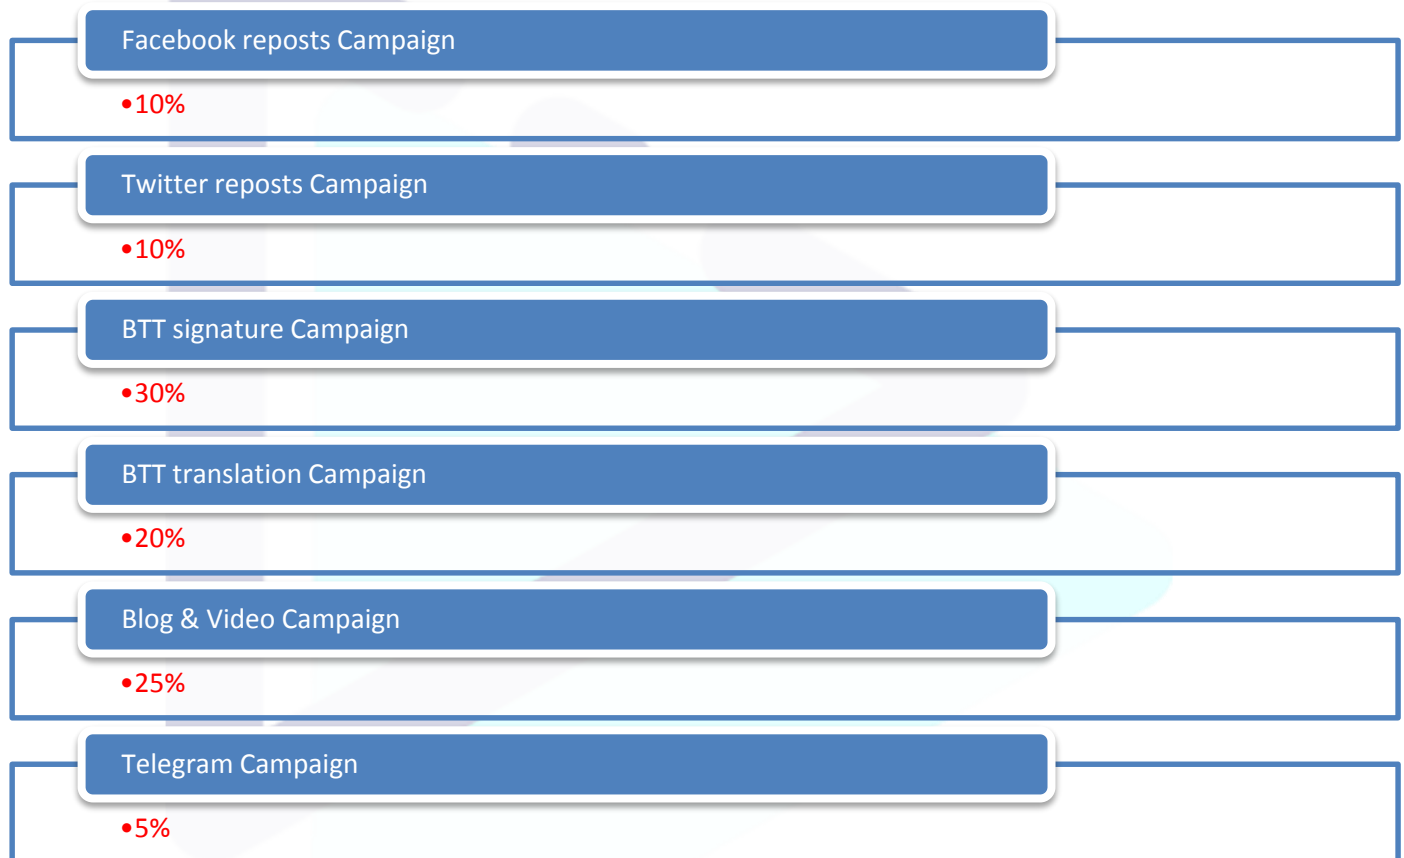 Facebook reposts Campaign
•10%
Twitter reposts Campaign
•10%
BTT signature Campaign
•30%
BTT translation Campaign
•20%
Blog & Video Campaign
•25%
Telegram Campaign
•5%